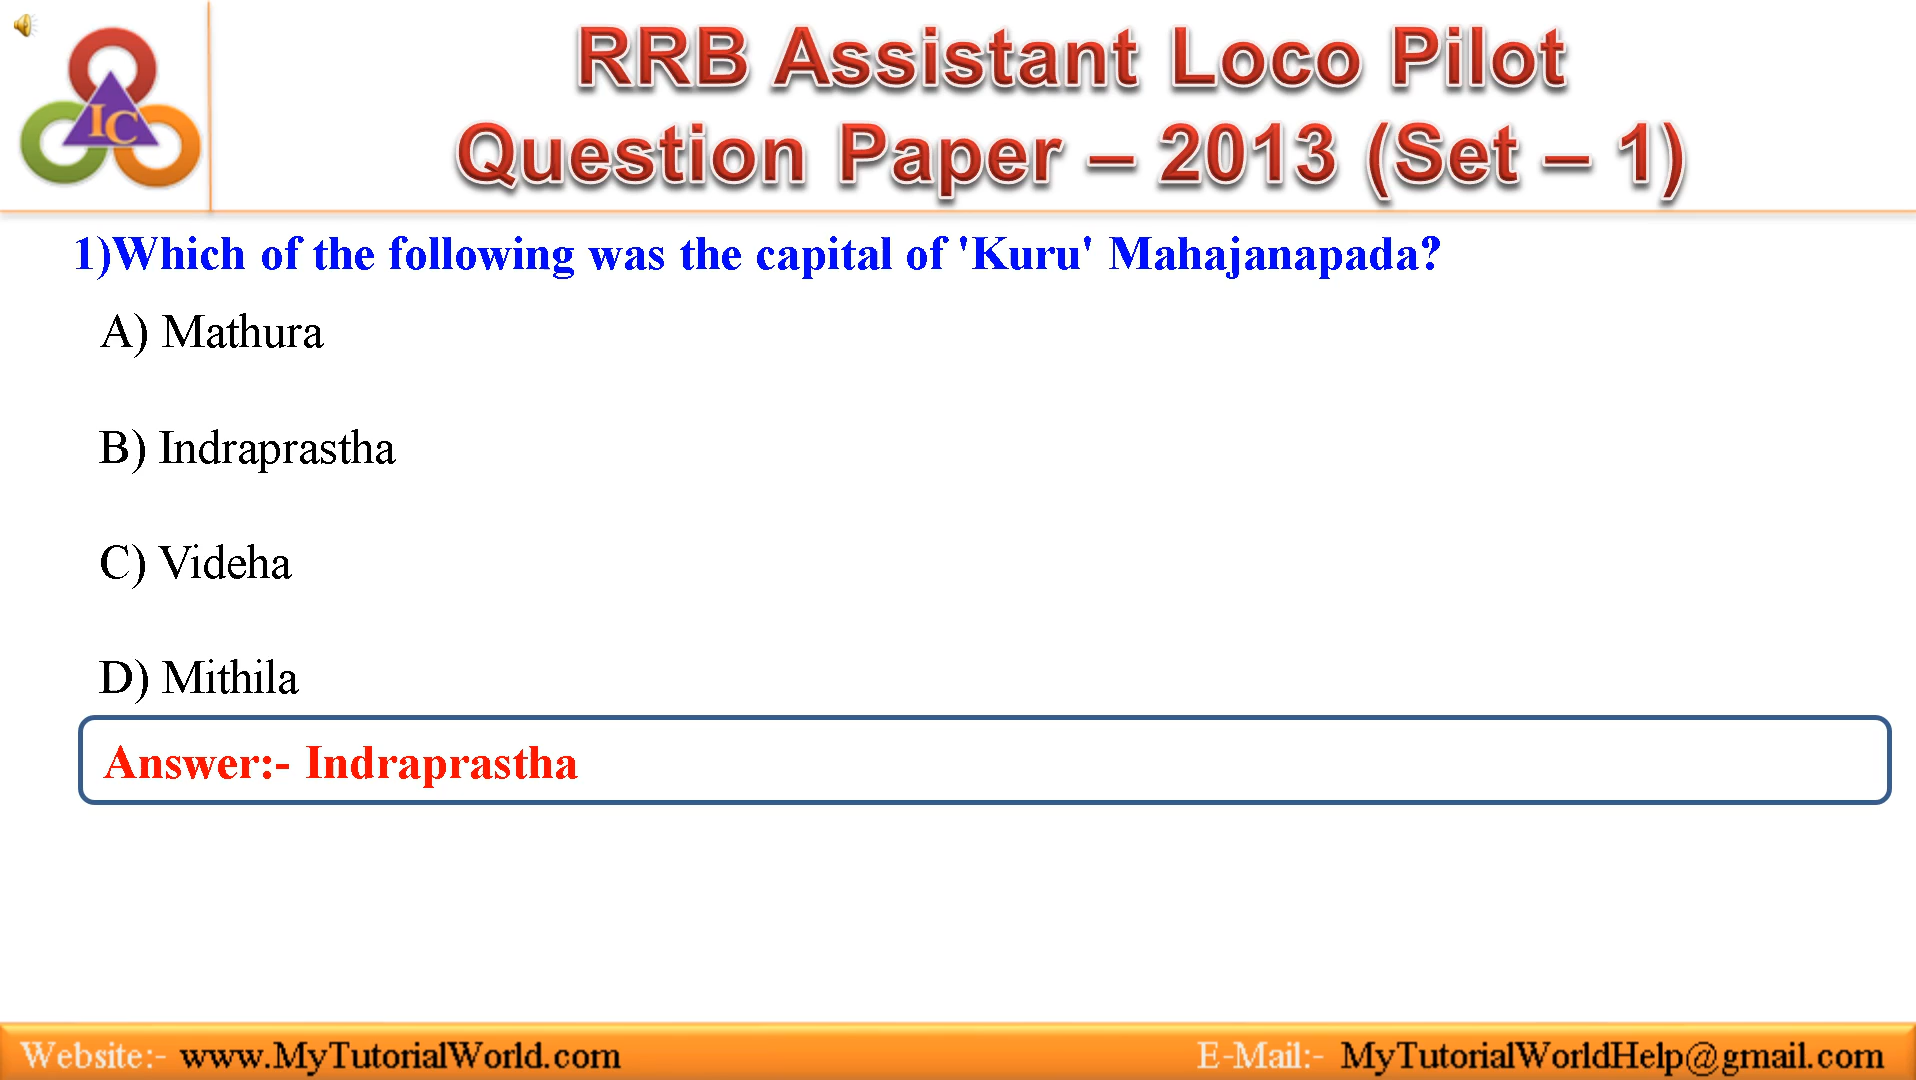 RRB Assistant Loco Pilot
Question Paper – 2013 (Set – 1)
IC
1)Which of the following was the capital of 'Kuru' Mahajanapada?
A) Mathura
B) Indraprastha
C) Videha
D) Mithila
Answer:- Indraprastha
Website:- www.MyTutorialWorld.com
E-Mail:- MyTutorialWorldHelp@gmail.com